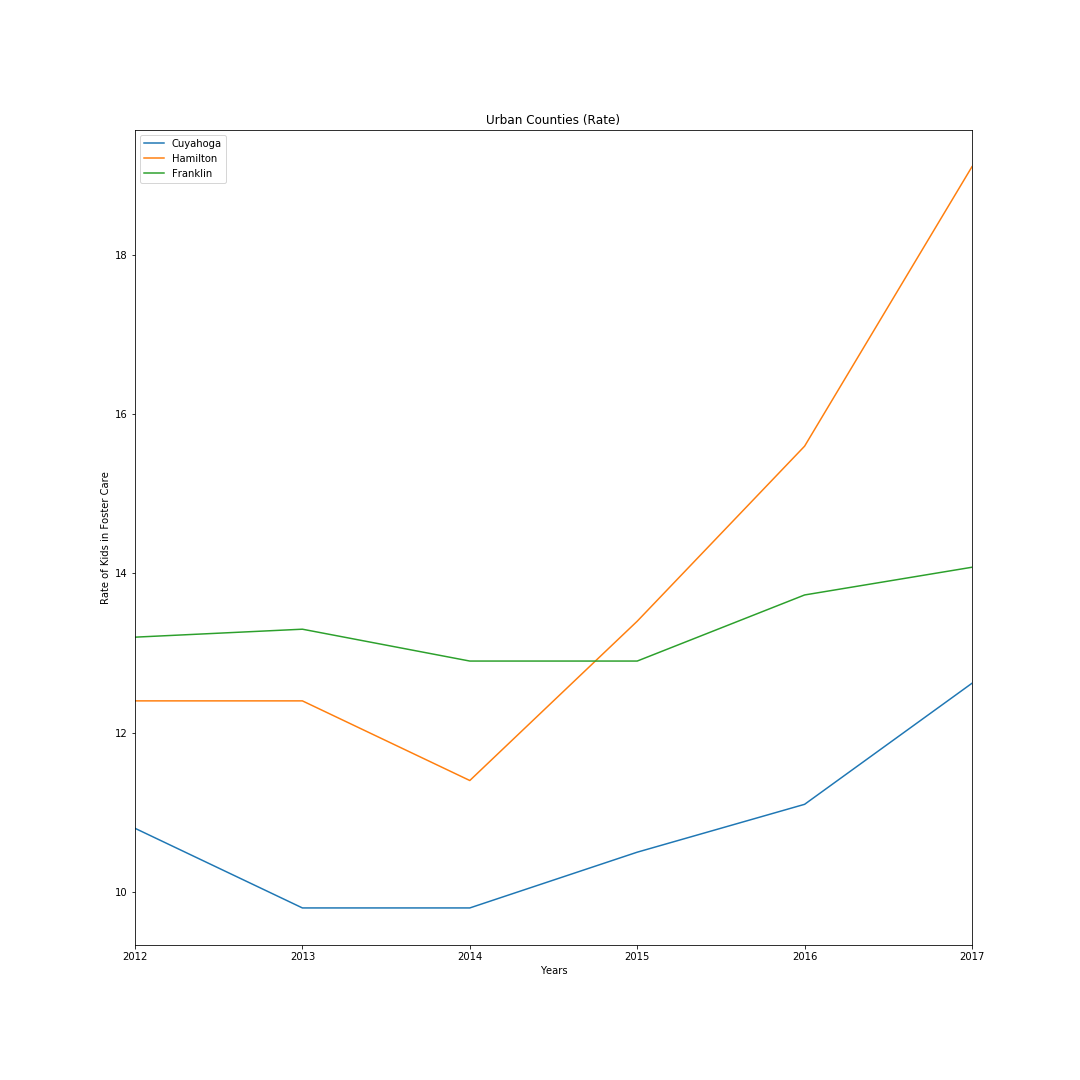 Urban Counties (Rate)
Cuyahoga
Hamilton
Franklin
18
16
14
12
10
Rate of Kids in Foster Care
2012 2013 2014 2015 2016 2017
Years